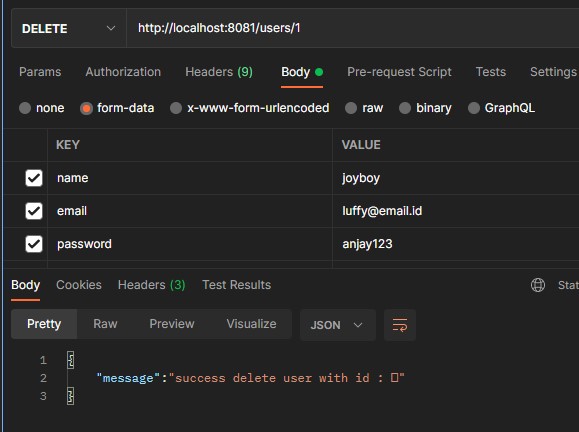 DELETE http://localhost:8081/users/1
Params Authorization Headers (9) Body Pre-request Script Tests Settings
none form-data x-www-form-urlencoded raw binary GraphQL
KEY VALUE
name joyboy
email luffy@email.id
password anjay123
Body Cookies Headers (3) Test Results Stat
Pretty Raw Preview Visualize JSON
1 {
2 "message":"success delete user with id : "
3 }